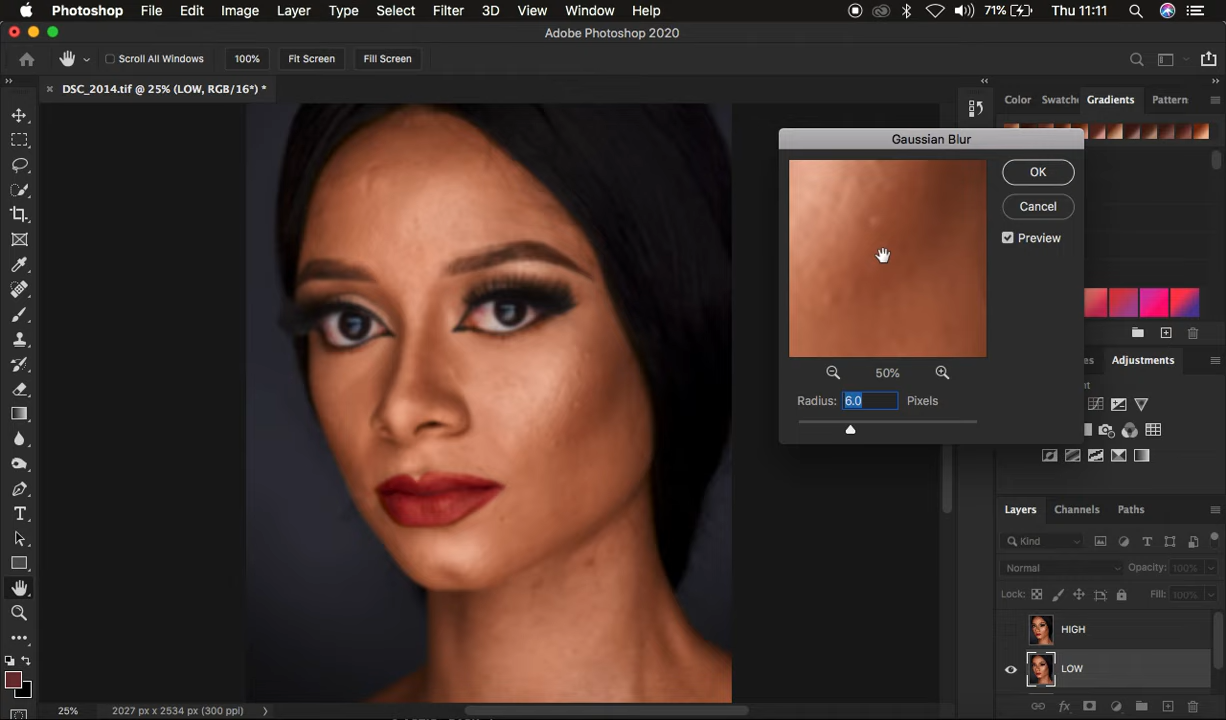 Photoshop File Edit Image Layer Type Select Filter 3D View Window Help 71% Thu 11:11
Adobe Photoshop 2020
Scroll All Windows 100% Fit Screen Fill Screen
× DSC_2014.tif @ 25% (LOW, RGB/16*) *
Color Swatche Gradients Pattern
Gaussian Blur
OK
Cancel
Preview
50%
Radius: 6.0 Pixels
es Adjustments
Layers Channels Paths
Kind
Normal Opacity: 100%
Lock: Fill: 100%
HIGH
LOW
25% 2027 px x 2534 px (300 ppi)